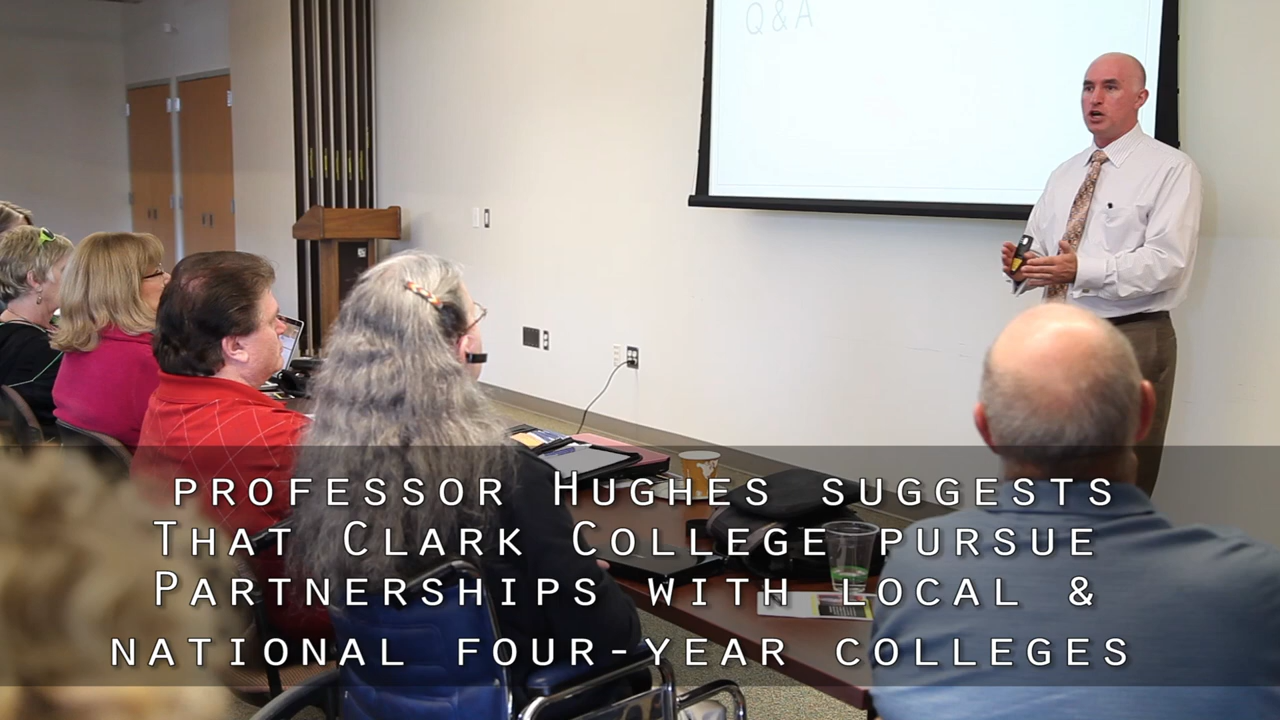 Q & A
PROFESSOR HUGHES SUGGESTS
THAT CLARK COLLEGE PURSUE
PARTNERSHIPS WITH LOCAL &
NATIONAL FOUR-YEAR COLLEGES